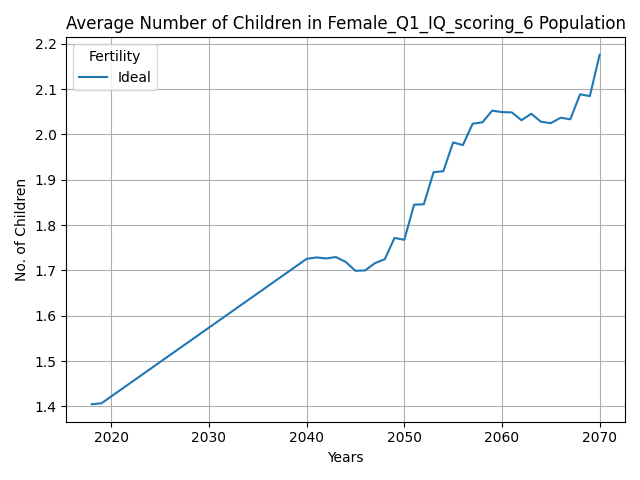 Average Number of Children in Female_Q1_IQ_scoring_6 Population
Fertility
Ideal
No. of Children
2.2
2.1
2.0
1.9
1.8
1.7
1.6
1.5
1.4
2020 2030 2040 2050 2060 2070
Years